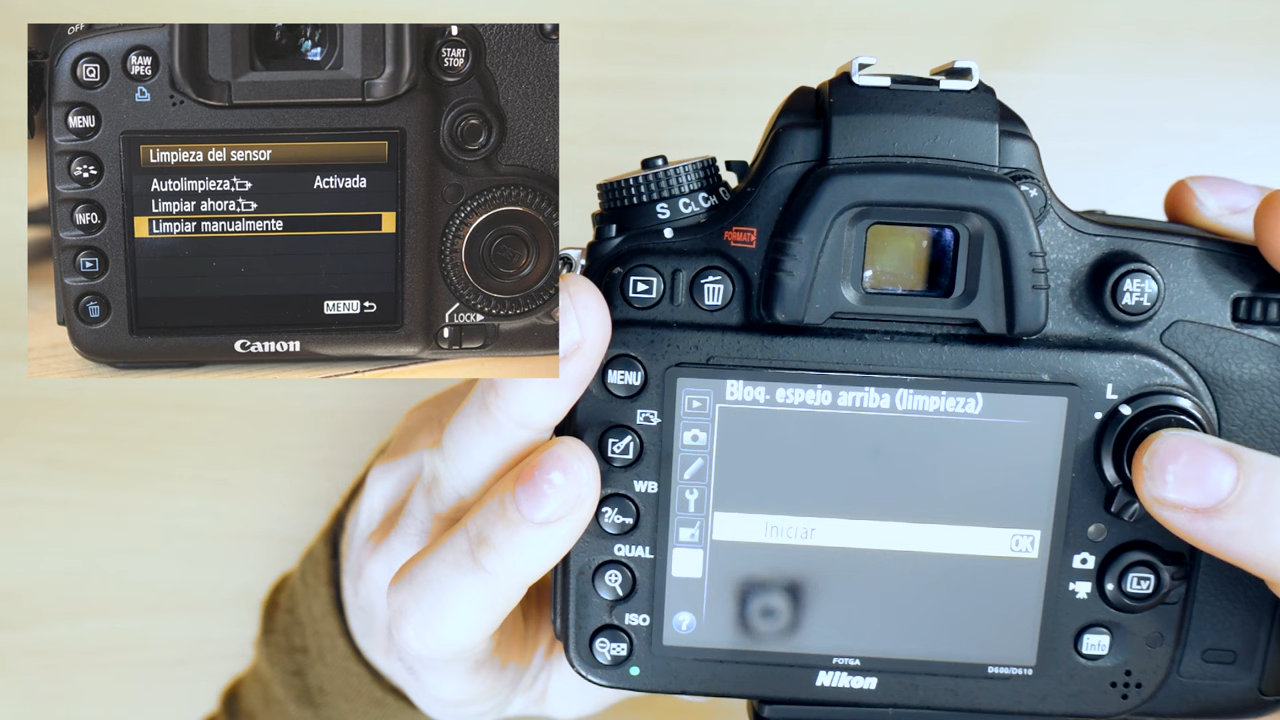 OFF
Q
RAW
JPEG
START
STOP
MENU
INFO.
Limpieza del sensor
Autolimpieza Activada
Limpiar ahora
Limpiar manualmente
MENU
LOCK
Canon
S CL CH Q
FORMAT
AE-L
AF-L
MENU
WB
?
QUAL
ISO
L
Bloq. espejo arriba (limpieza)
Iniciar OK
?
Lv
info
FOTGA
D600/D610
Nikon